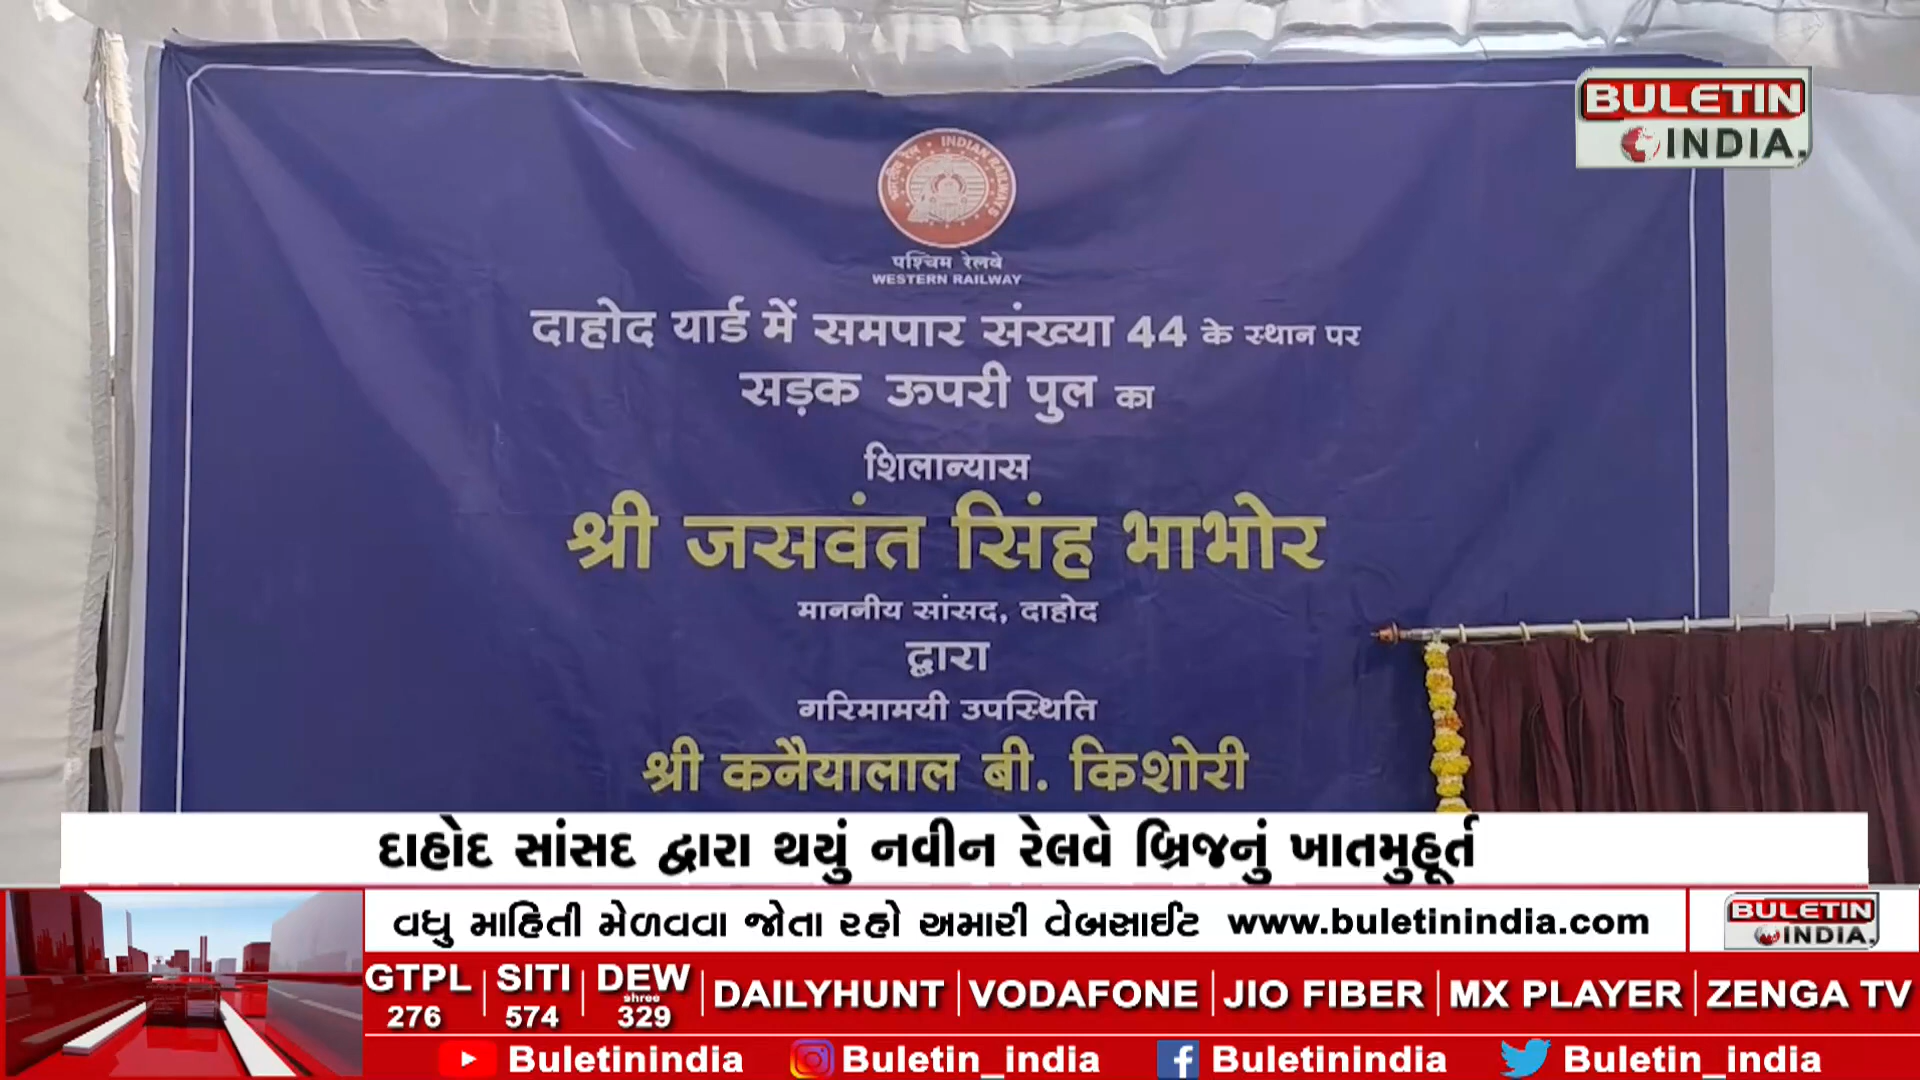 BULETIN
INDIA.
भारतीय रेल • INDIAN RAILWAYS
पश्चिम रेलवे
WESTERN RAILWAY
दाहोद यार्ड में समपार संख्या 44 के स्थान पर
सड़क ऊपरी पुल का
शिलान्यास
श्री जसवंत सिंह भाभोर
माननीय सांसद, दाहोद
द्वारा
गरिमामयी उपस्थिति
श्री कनैयालाल बी. किशोरी
દાહોદ સાંસદ દ્વારા થયું નવીન રેલવે બ્રિજનું ખાતમુહૂર્ત
વધુ માહિતી મેળવવા જોતા રહો અમારી વેબસાઈટ www.buletinindia.com
BULETIN
INDIA.
GTPL 276 | SITI 574 | DEW shree 329 | DAILYHUNT | VODAFONE | JIO FIBER | MX PLAYER | ZENGA TV
Buletinindia Buletin_india Buletinindia Buletin_india